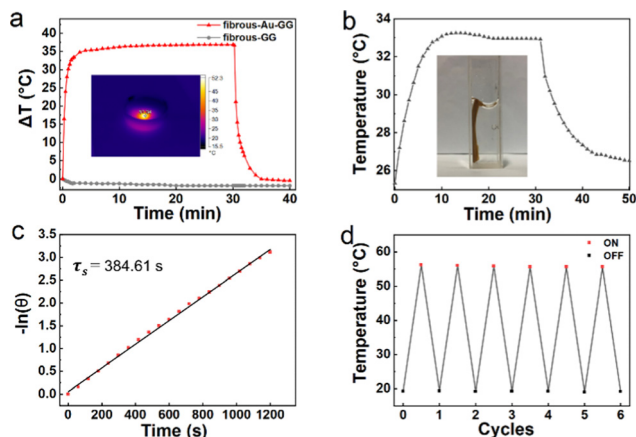 a
fibrous-Au-GG
fibrous-GG
ΔT (°C)
40
35
30
25
20
15
10
5
0
52.3
50
45
40
35
30
25
20
15.5
°C
0 10 20 30 40
Time (min)
b
Temperature (°C)
34
32
30
28
26
0 10 20 30 40 50
Time (min)
c
τs = 384.61 s
-ln(θ)
3.5
3.0
2.5
2.0
1.5
1.0
0.5
0.0
0 200 400 600 800 1000 1200
Time (s)
d
ON
OFF
Temperature (°C)
60
50
40
30
20
0 1 2 3 4 5 6
Cycles